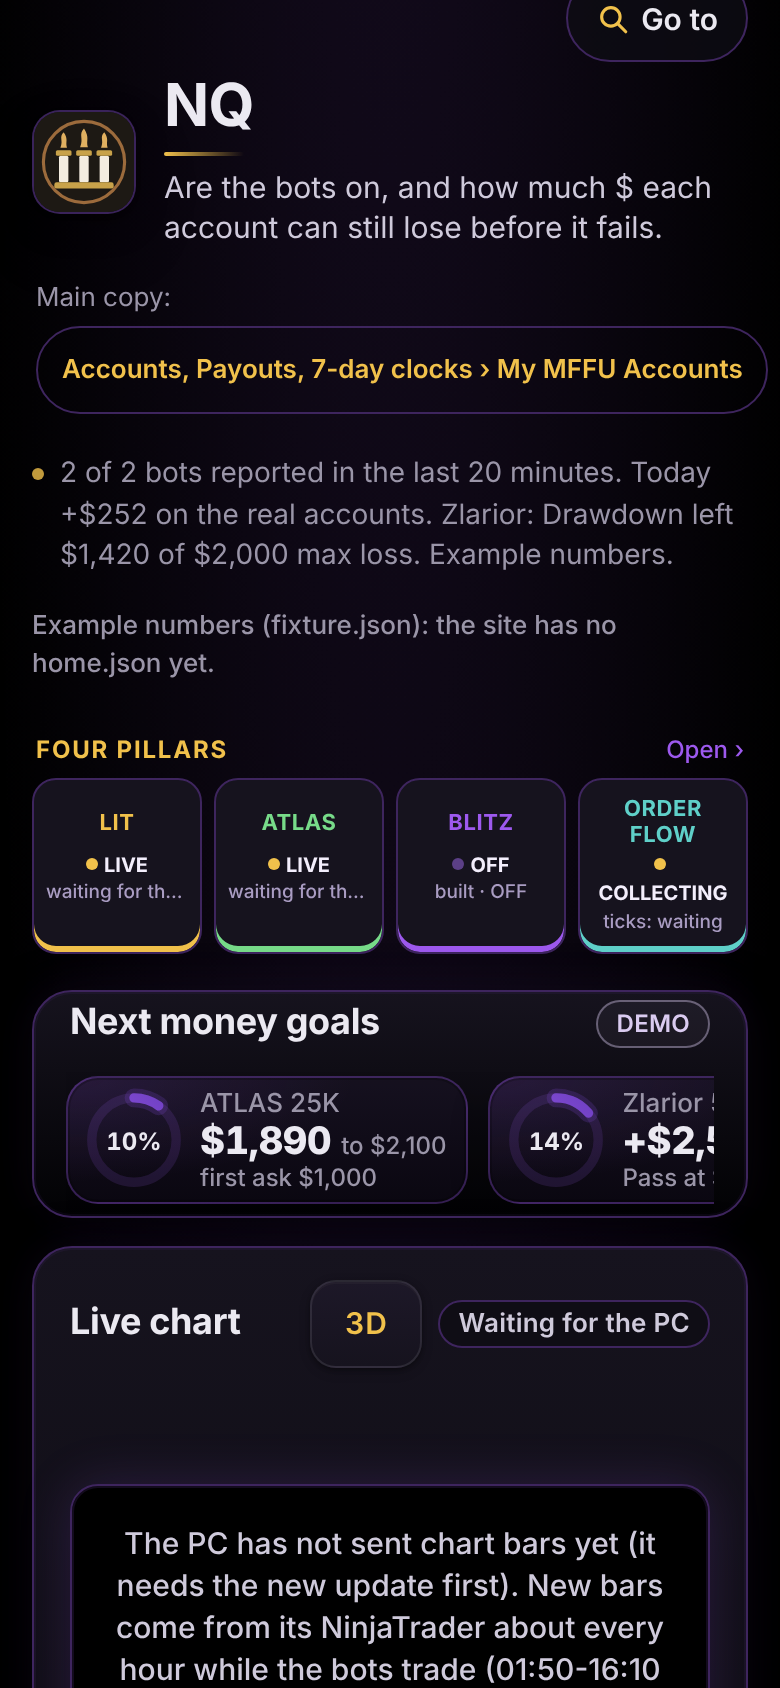 Go to
NQ
Are the bots on, and how much $ each
account can still lose before it fails.
Main copy:
Accounts, Payouts, 7-day clocks › My MFFU Accounts
2 of 2 bots reported in the last 20 minutes. Today
+$252 on the real accounts. Zlarior: Drawdown left
$1,420 of $2,000 max loss. Example numbers.
Example numbers (fixture.json): the site has no
home.json yet.
FOUR PILLARS
Open ›
LIT
LIVE
waiting for th...
ATLAS
LIVE
waiting for th...
BLITZ
OFF
built · OFF
ORDER
FLOW
COLLECTING
ticks: waiting
Next money goals
DEMO
10%
ATLAS 25K
$1,890 to $2,100
first ask $1,000
14%
Zlarior
+$2,5
Pass at
Live chart
3D
Waiting for the PC
The PC has not sent chart bars yet (it
needs the new update first). New bars
come from its NinjaTrader about every
hour while the bots trade (01:50-16:10